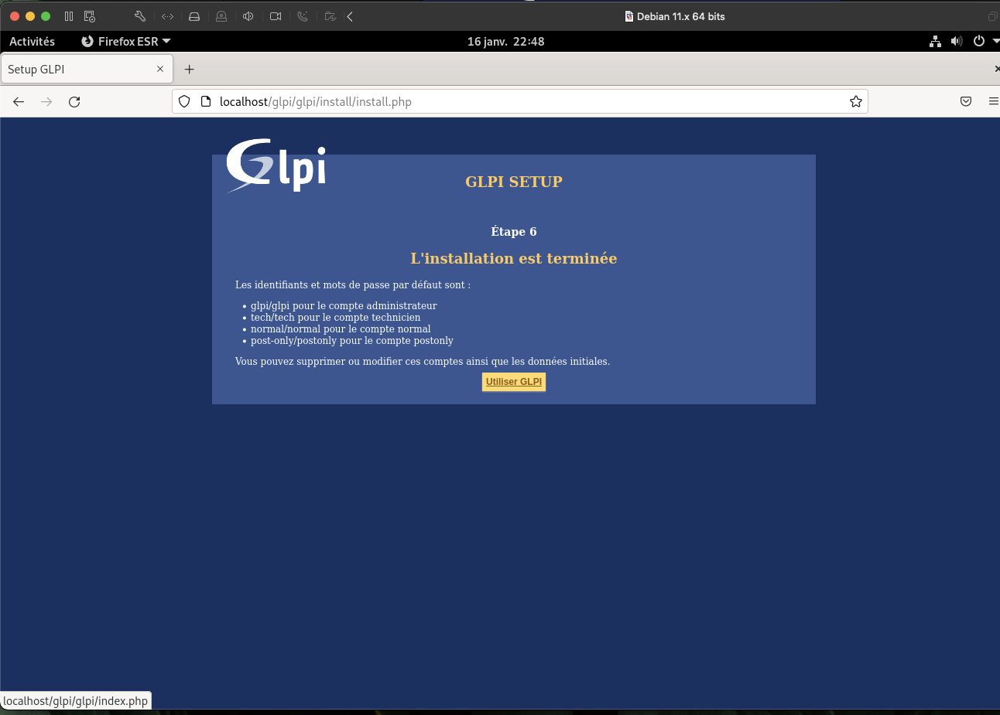 Debian 11.x 64 bits
Activités Firefox ESR 16 janv. 22:48
Setup GLPI
localhost/glpi/glpi/install/install.php
Glpi
GLPI SETUP
Étape 6
L'installation est terminée
Les identifiants et mots de passe par défaut sont :
• glpi/glpi pour le compte administrateur
• tech/tech pour le compte technicien
• normal/normal pour le compte normal
• post-only/postonly pour le compte postonly
Vous pouvez supprimer ou modifier ces comptes ainsi que les données initiales.
Utiliser GLPI
localhost/glpi/glpi/index.php